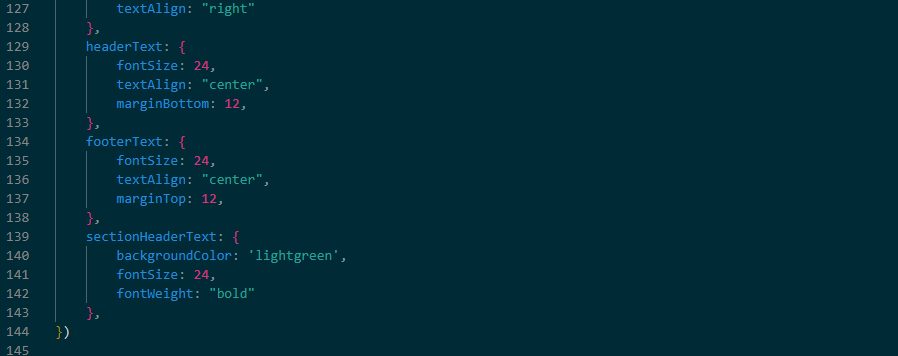 127 textAlign: "right"
128 },
129 headerText: {
130 fontSize: 24,
131 textAlign: "center",
132 marginBottom: 12,
133 },
134 footerText: {
135 fontSize: 24,
136 textAlign: "center",
137 marginTop: 12,
138 },
139 sectionHeaderText: {
140 backgroundColor: 'lightgreen',
141 fontSize: 24,
142 fontWeight: "bold"
143 },
144 })
145